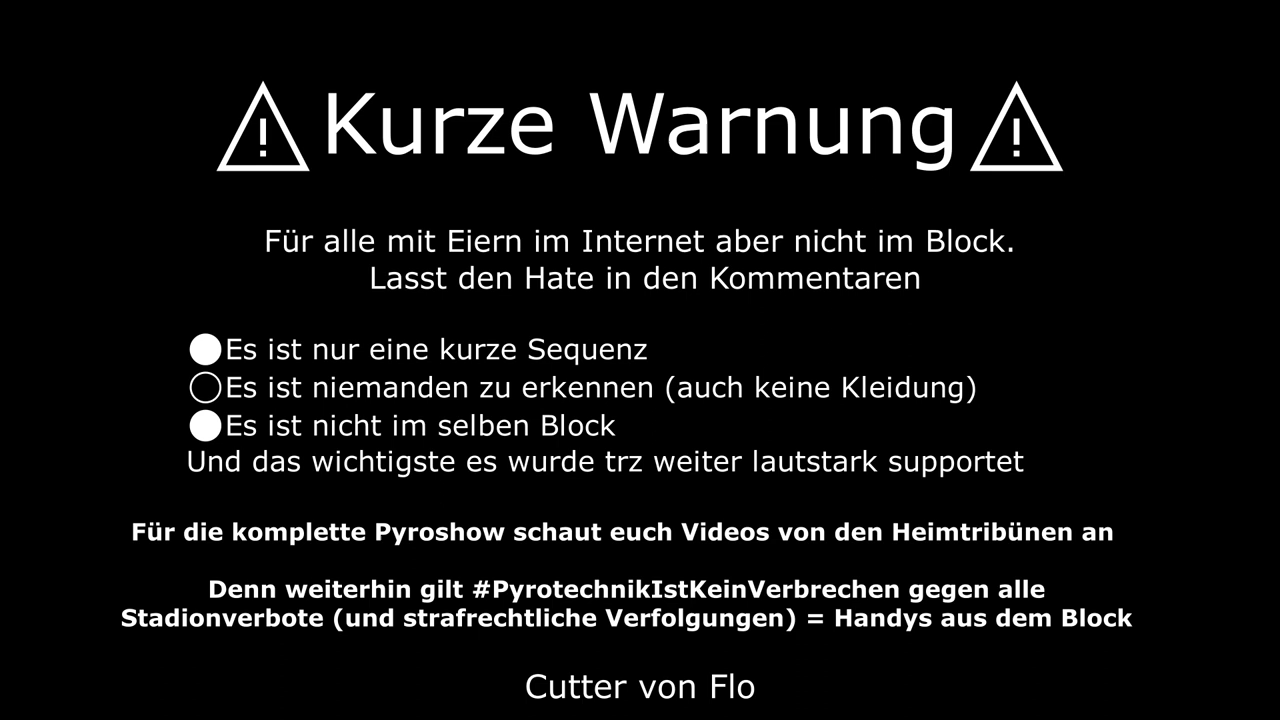 ⚠Kurze Warnung⚠
Für alle mit Eiern im Internet aber nicht im Block.
Lasst den Hate in den Kommentaren
⚫Es ist nur eine kurze Sequenz
⚪Es ist niemanden zu erkennen (auch keine Kleidung)
⚫Es ist nicht im selben Block
Und das wichtigste es wurde trz weiter lautstark supportet
Für die komplette Pyroshow schaut euch Videos von den Heimtribünen an
Denn weiterhin gilt #PyrotechnikIstKeinVerbrechen gegen alle
Stadionverbote (und strafrechtliche Verfolgungen) = Handys aus dem Block
Cutter von Flo